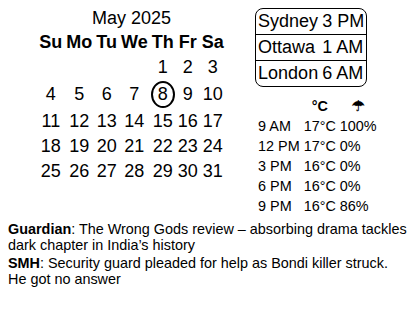 May 2025
Su Mo Tu We Th Fr Sa
1 2 3
4 5 6 7 8 9 10
11 12 13 14 15 16 17
18 19 20 21 22 23 24
25 26 27 28 29 30 31
Sydney 3 PM
Ottawa 1 AM
London 6 AM
°C ☂
9 AM 17°C 100%
12 PM 17°C 0%
3 PM 16°C 0%
6 PM 16°C 0%
9 PM 16°C 86%
Guardian: The Wrong Gods review – absorbing drama tackles
dark chapter in India’s history
SMH: Security guard pleaded for help as Bondi killer struck.
He got no answer